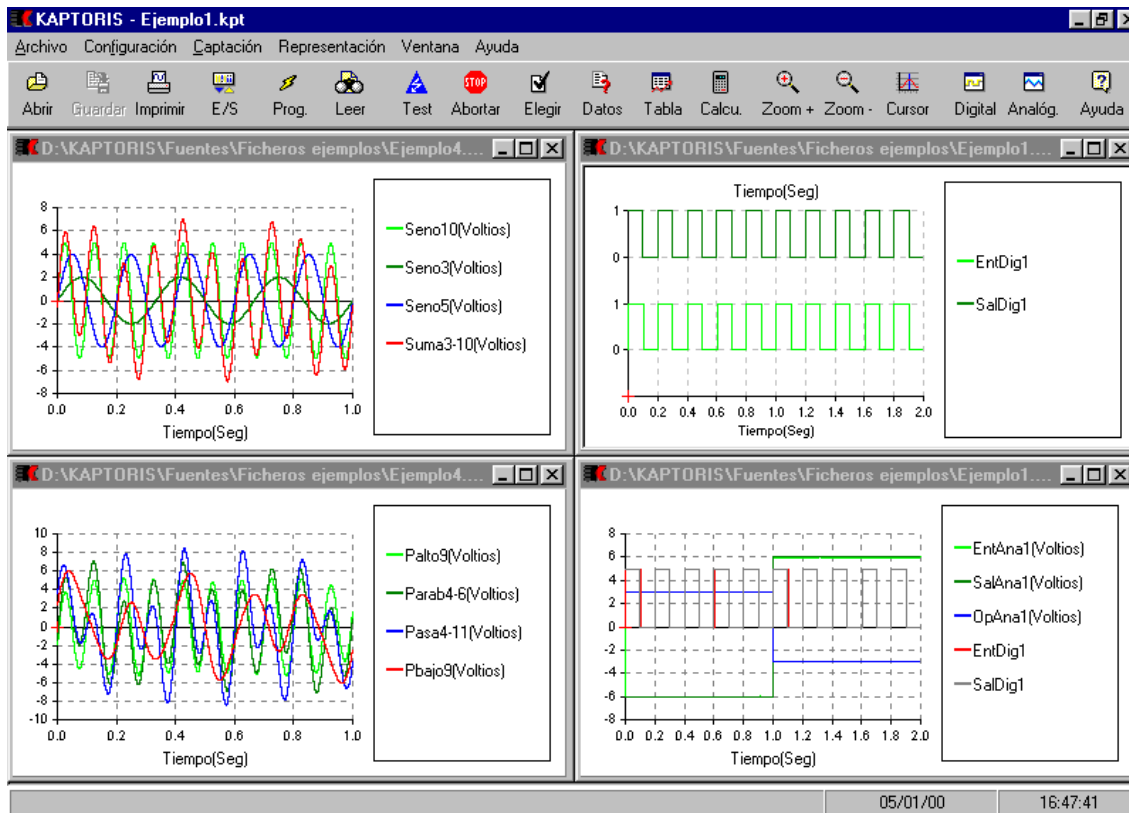 KAPTORIS - Ejemplo1.kpt
Archivo Configuración Captación Representación Ventana Ayuda
STOP
Abrir Guardar Imprimir E/S Prog. Leer Test Abortar Elegir Datos Tabla Calcu. Zoom + Zoom - Cursor Digital Analóg. Ayuda
D:\KAPTORIS\Fuentes\Ficheros ejemplos\Ejemplo4....
8
6
4
2
0
-2
-4
-6
-8
0.0 0.2 0.4 0.6 0.8 1.0
Tiempo(Seg)
Seno10(Voltios)
Seno3(Voltios)
Seno5(Voltios)
Suma3-10(Voltios)
D:\KAPTORIS\Fuentes\Ficheros ejemplos\Ejemplo1....
Tiempo(Seg)
1
0
1
0
0.0 0.2 0.4 0.6 0.8 1.0 1.2 1.4 1.6 1.8 2.0
Tiempo(Seg)
EntDig1
SalDig1
D:\KAPTORIS\Fuentes\Ficheros ejemplos\Ejemplo4....
10
8
6
4
2
0
-2
-4
-6
-8
-10
0.0 0.2 0.4 0.6 0.8 1.0
Tiempo(Seg)
Palto9(Voltios)
Parab4-6(Voltios)
Pasa4-11(Voltios)
Pbajo9(Voltios)
D:\KAPTORIS\Fuentes\Ficheros ejemplos\Ejemplo1....
8
6
4
2
0
-2
-4
-6
-8
0.0 0.2 0.4 0.6 0.8 1.0 1.2 1.4 1.6 1.8 2.0
Tiempo(Seg)
EntAna1(Voltios)
SalAna1(Voltios)
OpAna1(Voltios)
EntDig1
SalDig1
05/01/00 16:47:41